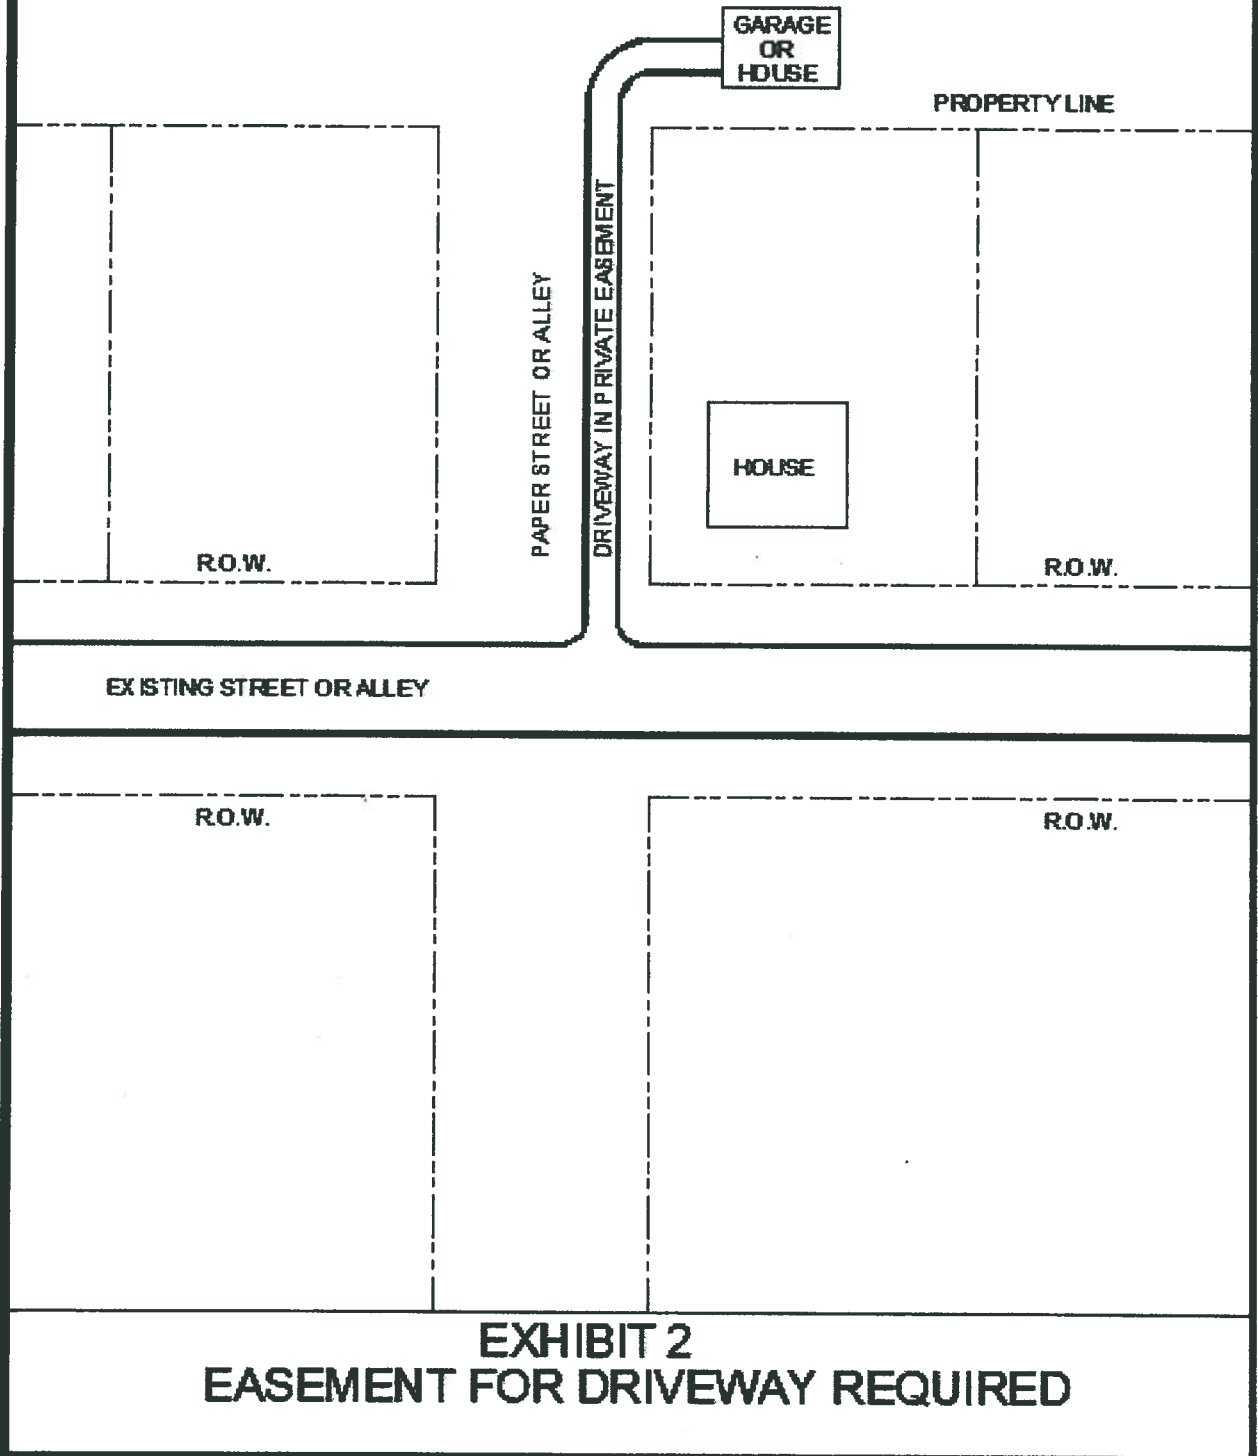 GARAGE
OR
HOUSE
PROPERTY LINE
PAPER STREET OR ALLEY
DRIVEWAY IN PRIVATE EASEMENT
HOUSE
R.O.W.
R.O.W.
EXISTING STREET OR ALLEY
R.O.W.
R.O.W.
EXHIBIT 2
EASEMENT FOR DRIVEWAY REQUIRED